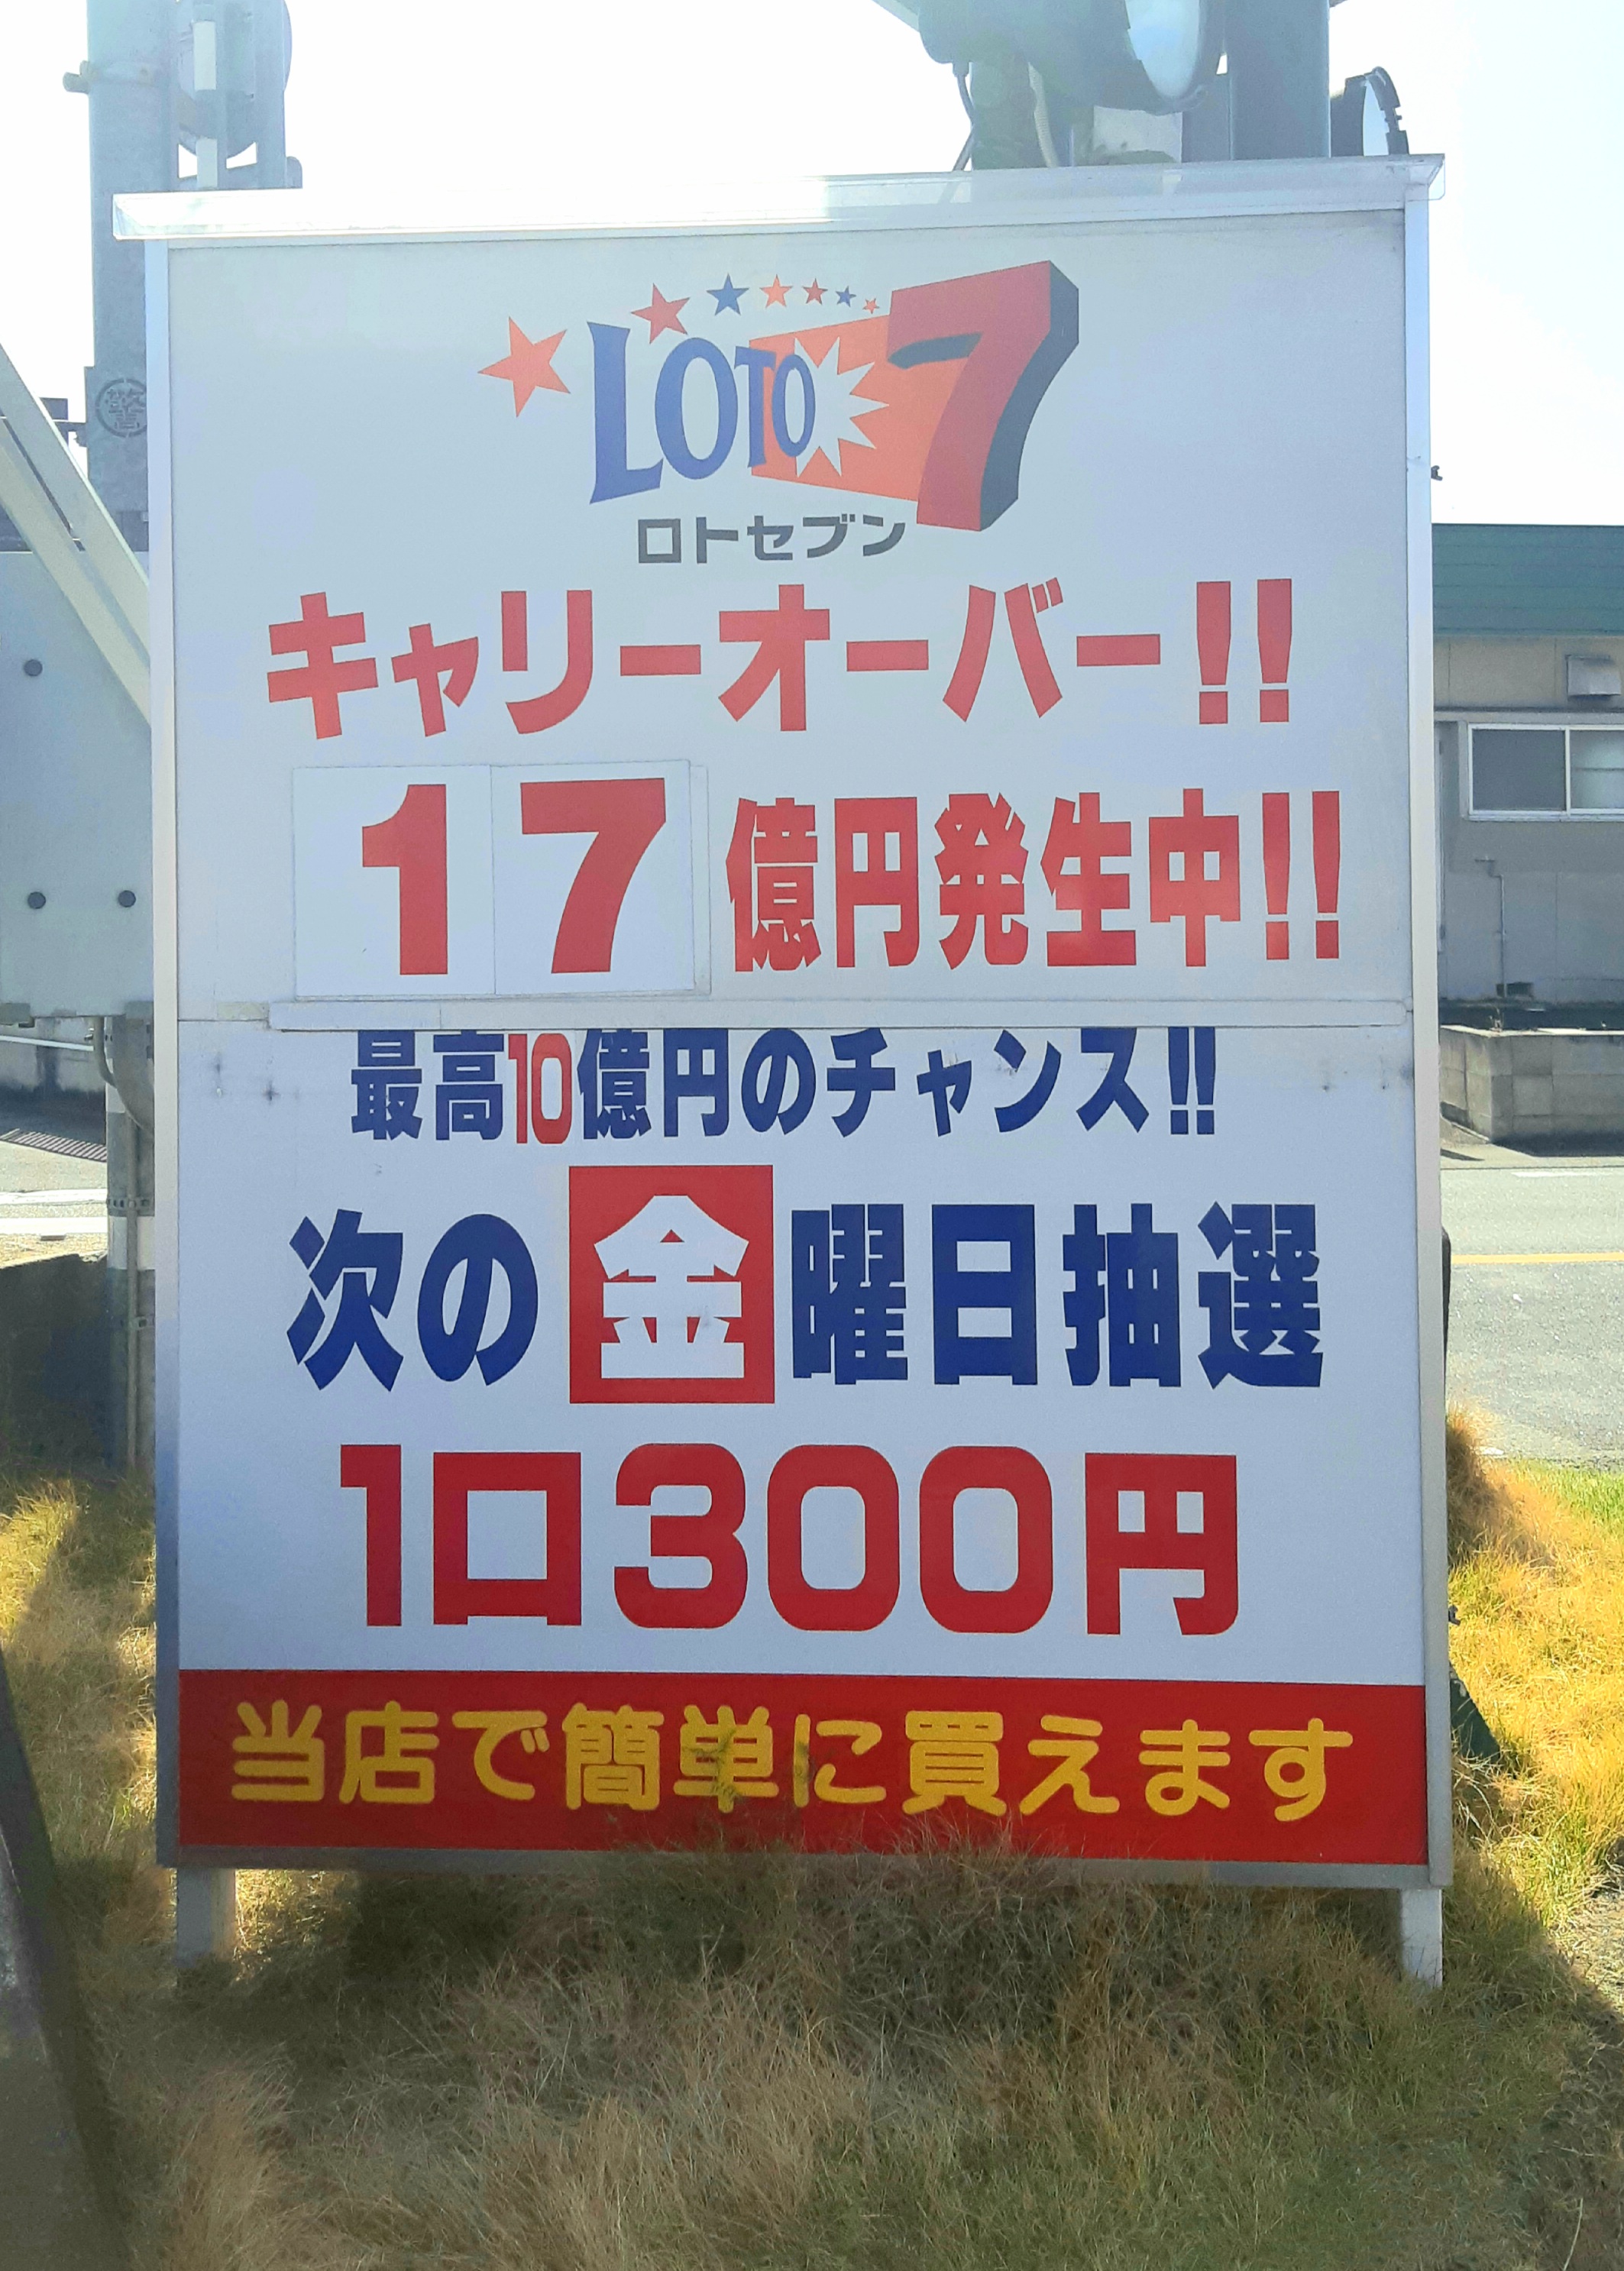 LOTO 7
ロトセブン
キャリーオーバー!!
17億円発生中!!
最高10億円のチャンス!!
次の金曜日抽選
1口300円
当店で簡単に買えます